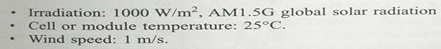 • Irradiation: 1000 W/m², AM1.5G global solar radiation
• Cell or module temperature: 25°C.
• Wind speed: 1 m/s.